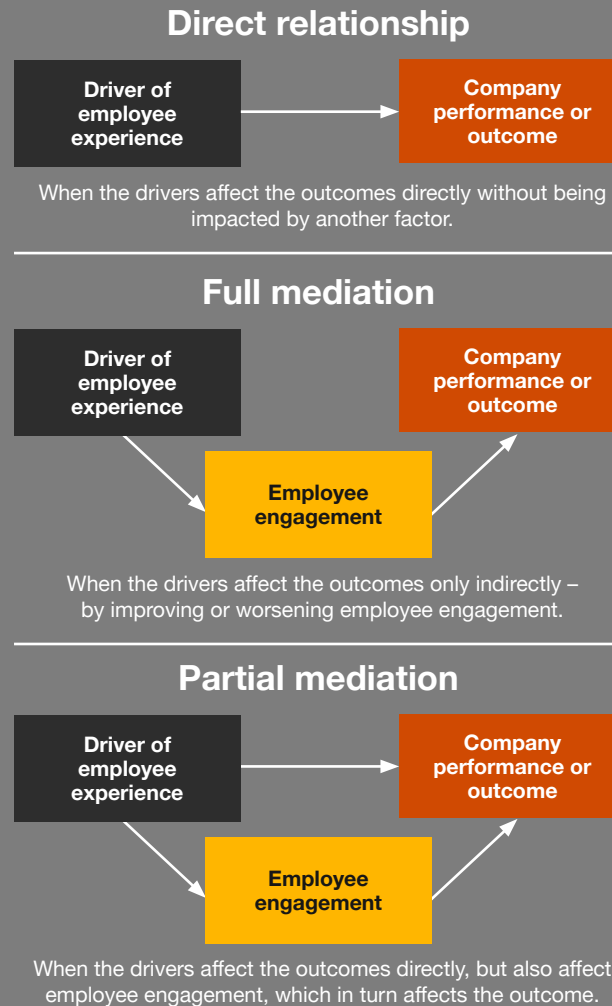 Direct relationship
Driver of
employee
experience
Company
performance or
outcome
When the drivers affect the outcomes directly without being
impacted by another factor.
Full mediation
Driver of
employee
experience
Company
performance or
outcome
Employee
engagement
When the drivers affect the outcomes only indirectly –
by improving or worsening employee engagement.
Partial mediation
Driver of
employee
experience
Company
performance or
outcome
Employee
engagement
When the drivers affect the outcomes directly, but also affect
employee engagement, which in turn affects the outcome.